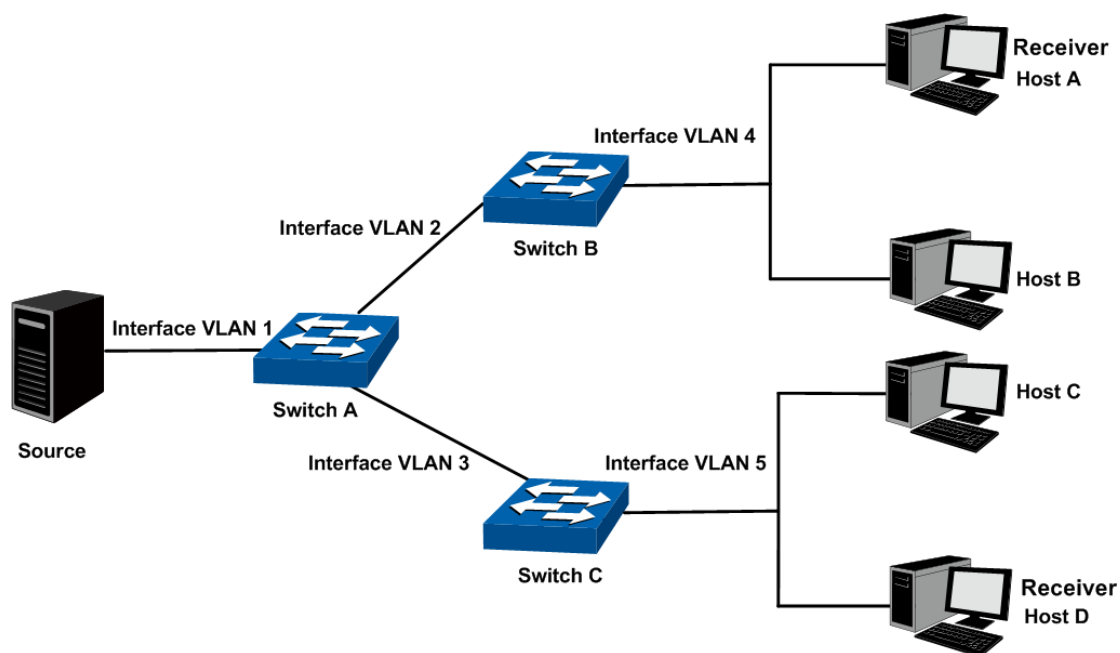 Receiver
Host A
Interface VLAN 4
Interface VLAN 2
Switch B
Host B
Interface VLAN 1
Switch A
Host C
Source
Interface VLAN 3
Interface VLAN 5
Switch C
Receiver
Host D